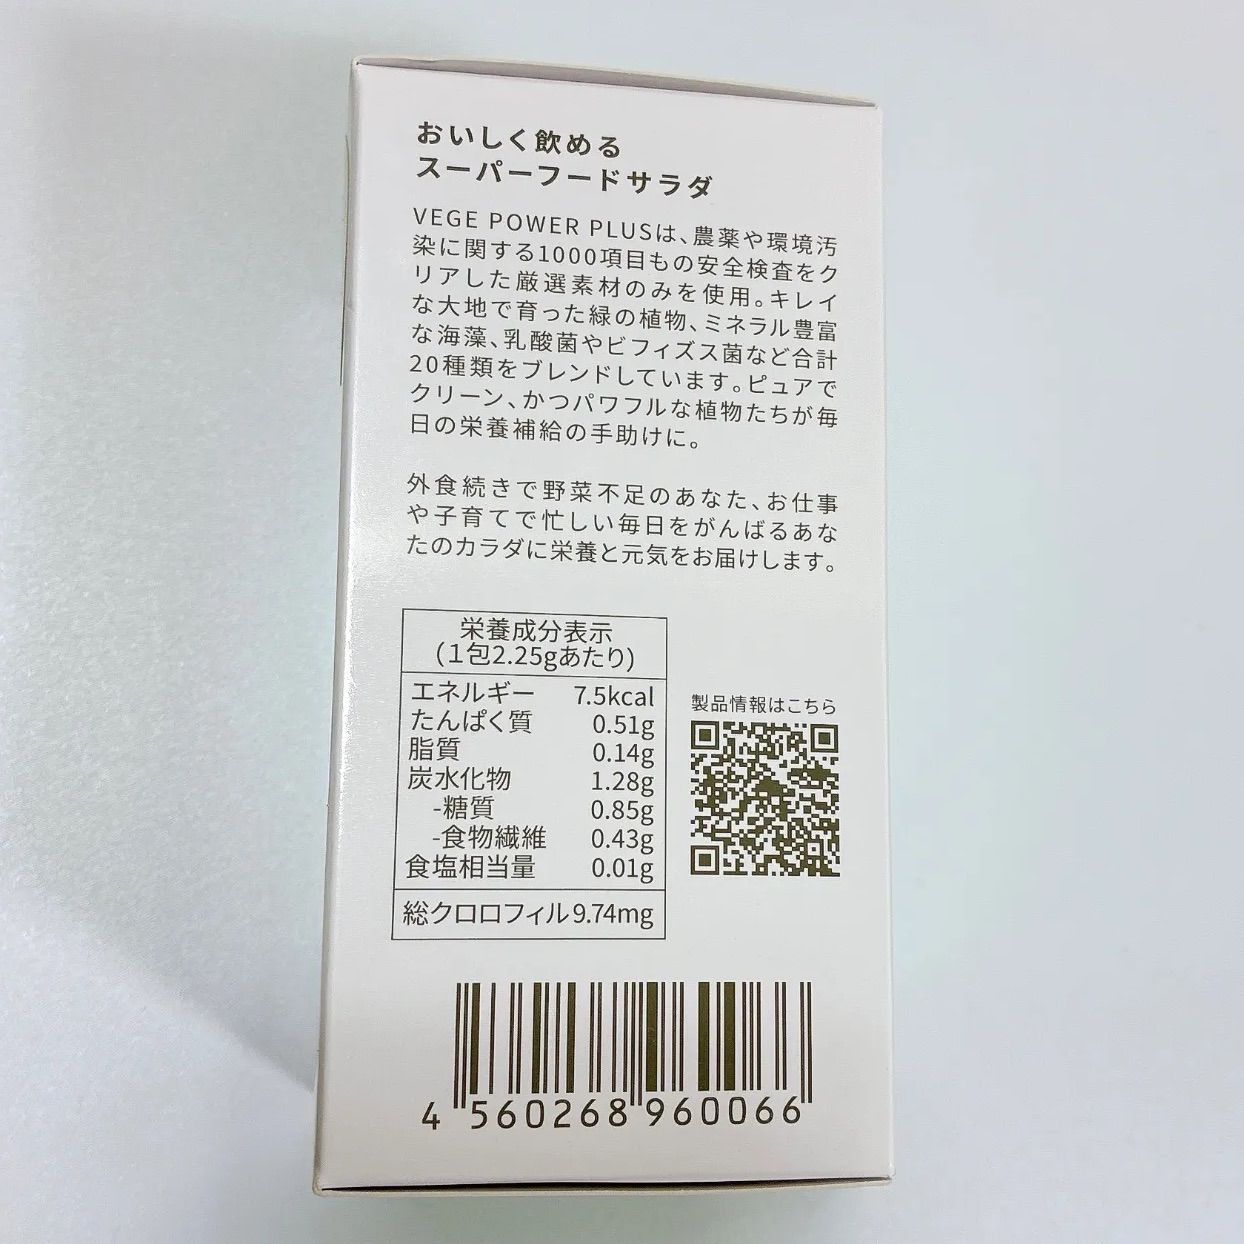 おいしく飲める
スーパーフードサラダ
VEGE POWER PLUSは、農薬や環境汚
染に関する1000項目もの安全検査をク
リアした厳選素材のみを使用。キレイ
な大地で育った緑の植物、ミネラル豊富
な海藻、乳酸菌やビフィズス菌など合計
20種類をブレンドしています。ピュアで
クリーン、かつパワフルな植物たちが毎
日の栄養補給の手助けに。
外食続きで野菜不足のあなた、お仕事
や子育てで忙しい毎日をがんばるあな
たのカラダに栄養と元気をお届けします。
栄養成分表示
(1包2.25gあたり)
エネルギー 7.5kcal
たんぱく質 0.51g
脂質 0.14g
炭水化物 1.28g
-糖質 0.85g
-食物繊維 0.43g
食塩相当量 0.01g
総クロロフィル 9.74mg
製品情報はこちら
4 560268 960066